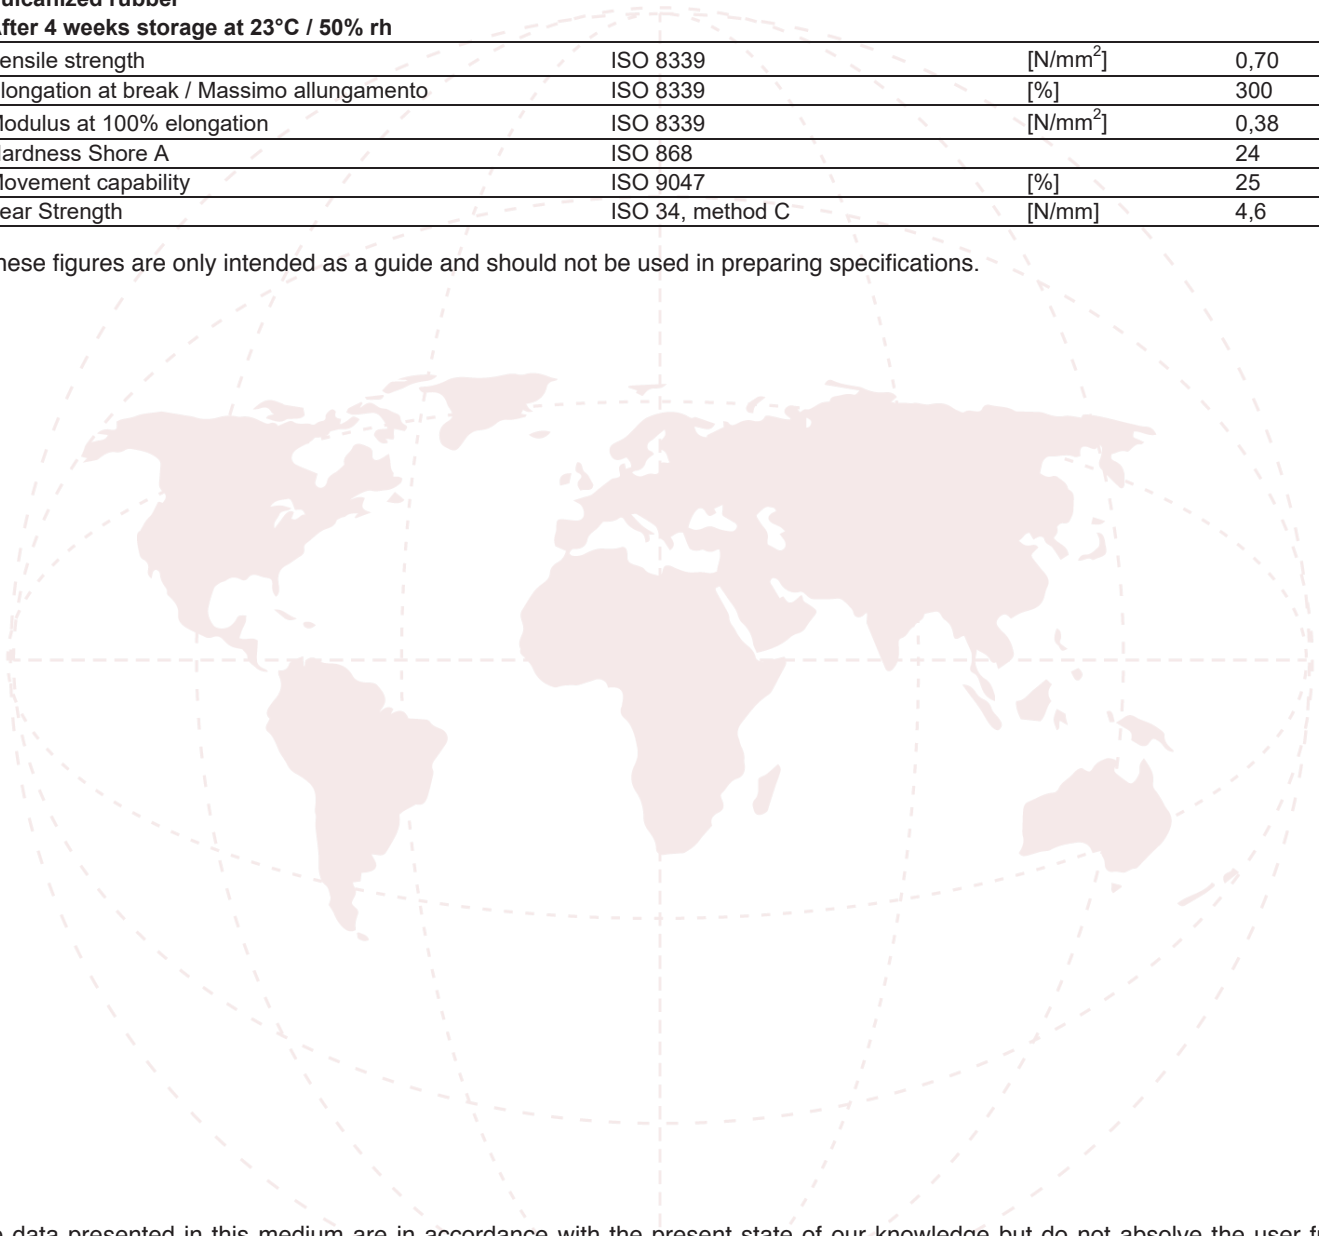 ulcanized rubber
After 4 weeks storage at 23°C / 50% rh
ensile strength ISO 8339 [N/mm²] 0,70
longation at break / Massimo allungamento ISO 8339 [%] 300
Modulus at 100% elongation ISO 8339 [N/mm²] 0,38
ardness Shore A ISO 868 24
Movement capability ISO 9047 [%] 25
ear Strength ISO 34, method C [N/mm] 4,6
hese figures are only intended as a guide and should not be used in preparing specifications.
data presented in this medium are in accordance with the present state of our knowledge but do not absolve the user